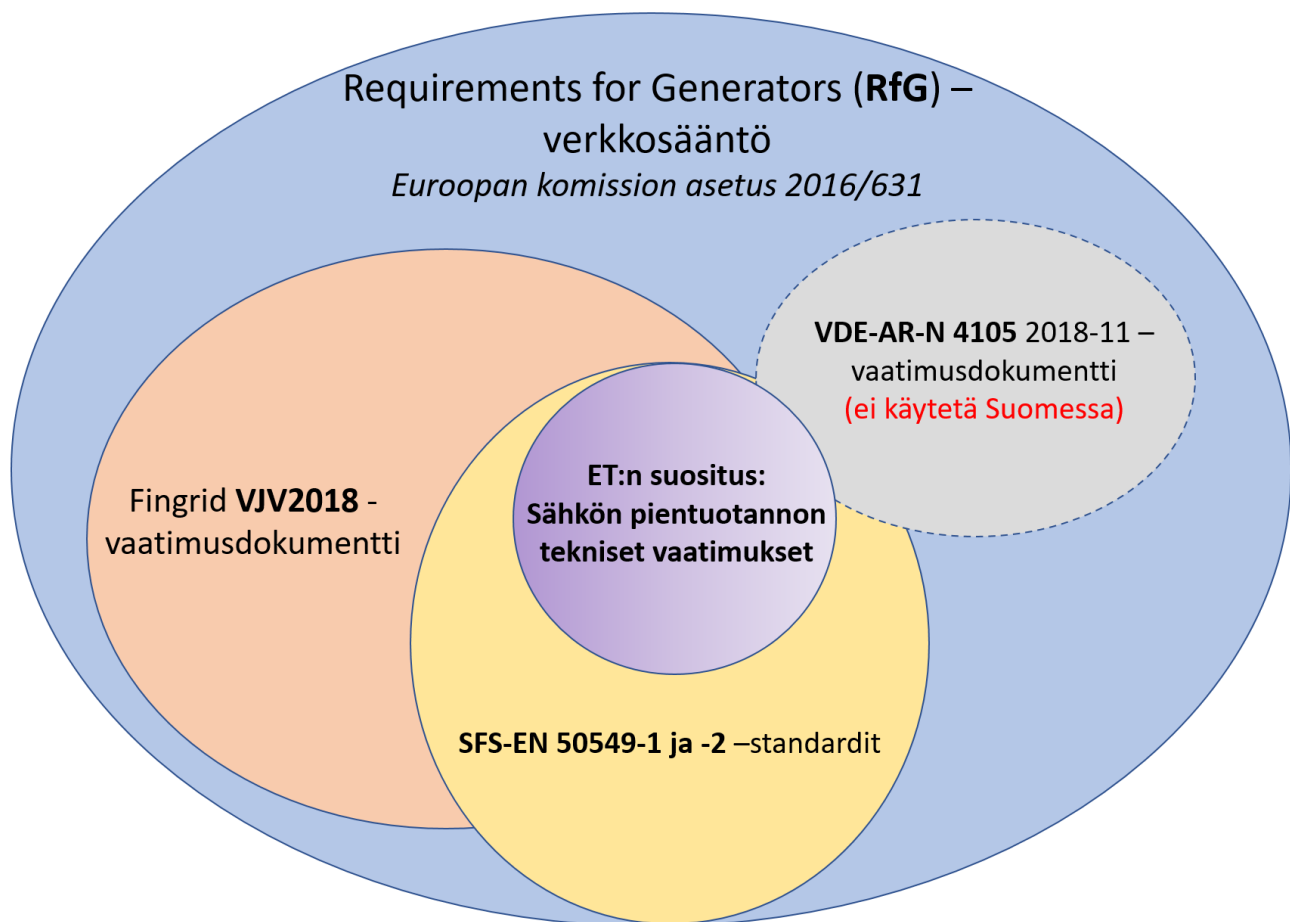 Requirements for Generators (RfG) –
verkkosääntö
Euroopan komission asetus 2016/631
VDE-AR-N 4105 2018-11 –
vaatimusdokumentti
(ei käytetä Suomessa)
Fingrid VJV2018 -
vaatimusdokumentti
ET:n suositus:
Sähkön pientuotannon
tekniset vaatimukset
SFS-EN 50549-1 ja -2 –standardit